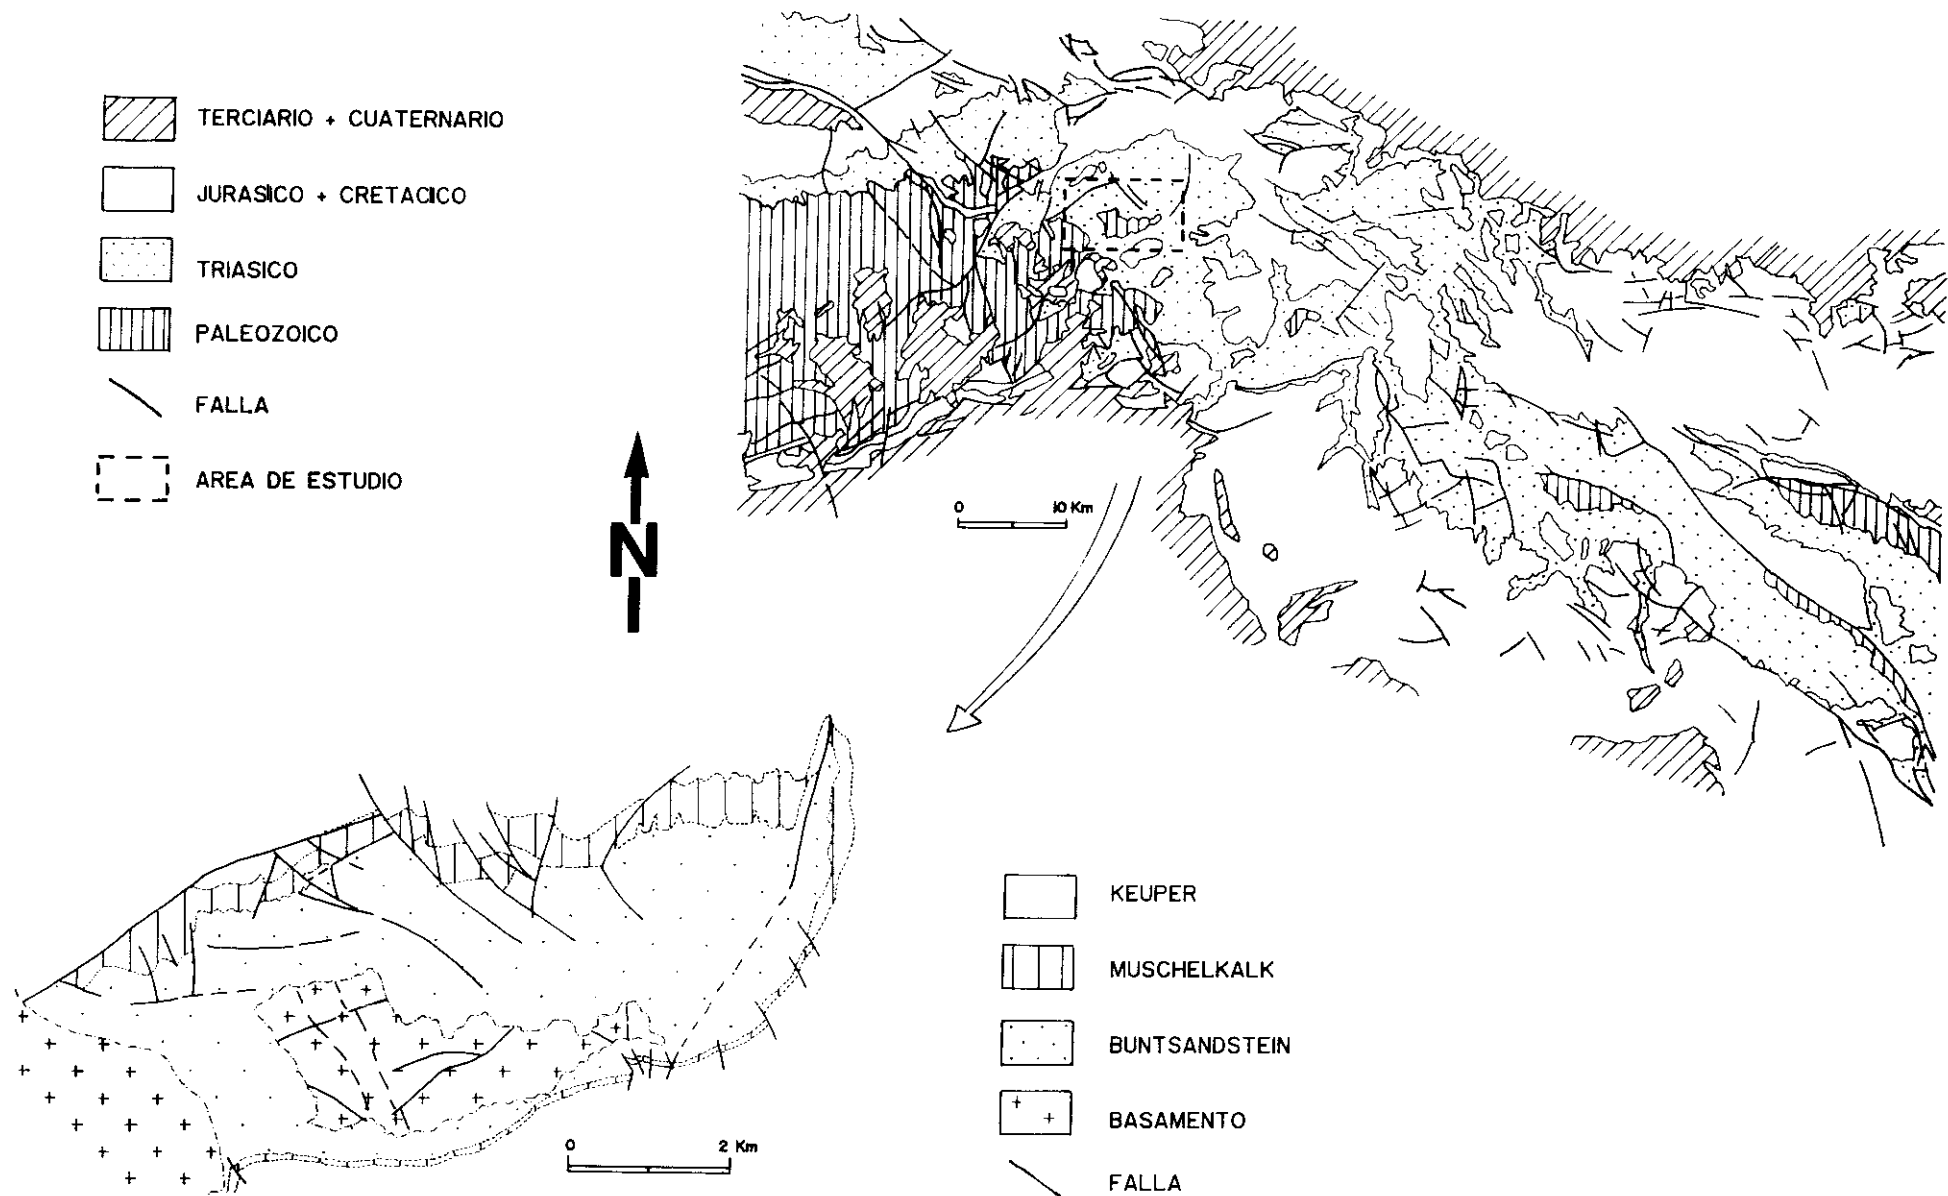 TERCIARIO + CUATERNARIO
JURASICO + CRETACICO
TRIASICO
PALEOZOICO
FALLA
AREA DE ESTUDIO
N
0 10 Km
0 2 Km
KEUPER
MUSCHELKALK
BUNTSANDSTEIN
BASAMENTO
FALLA